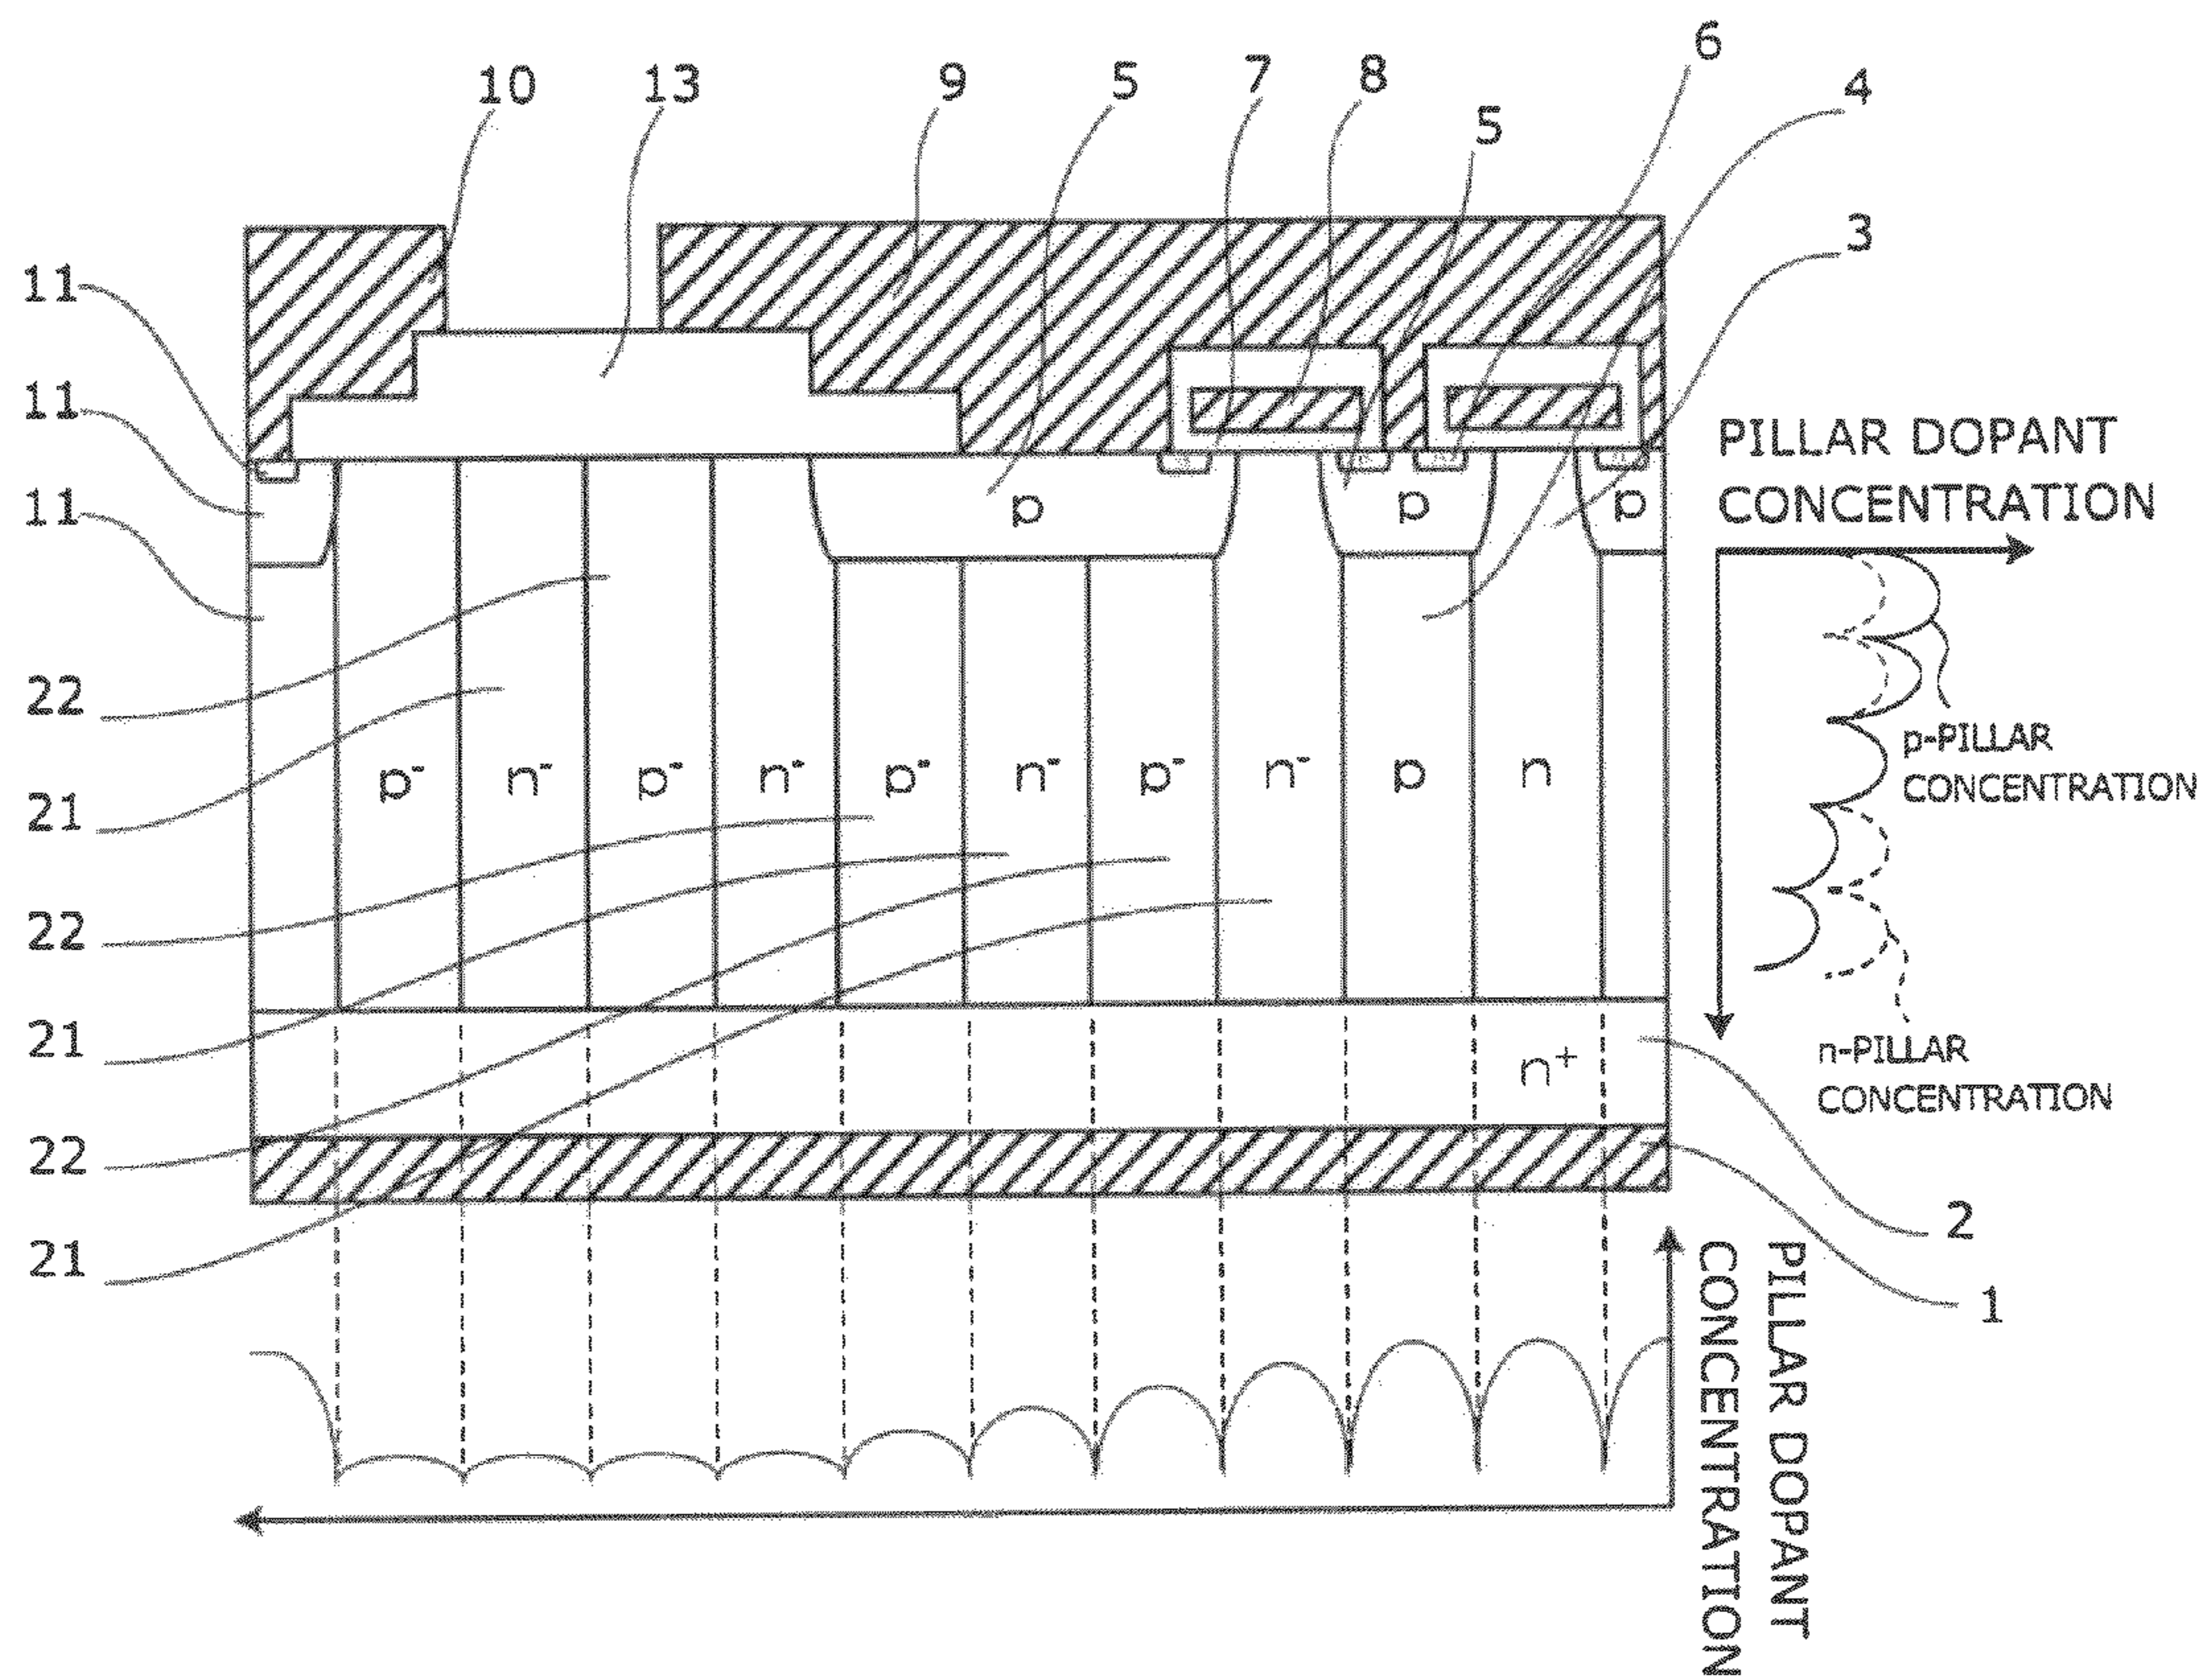 6
10 13 9 5 7 8 4
5
3
11
11
PILLAR DOPANT
CONCENTRATION
11
p p p
22
p-PILLAR
CONCENTRATION
p- n- p- n- p- n- p- n- p n
21
22
21
n+
n-PILLAR
CONCENTRATION
22
2
21
1
PILLAR DOPANT
CONCENTRATION